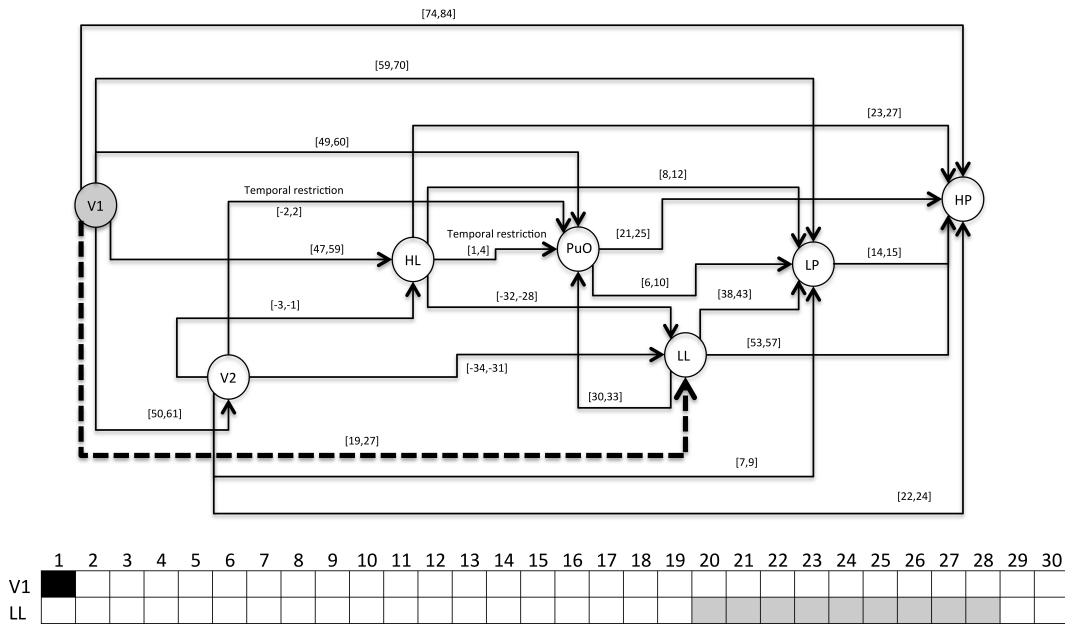 [74,84]
[59,70]
[23,27]
[49,60]
Temporal restriction
[8,12]
[-2,2]
V1
HP
Temporal restriction
[47,59]
[1,4]
PuO
[21,25]
[14,15]
HL
LP
[6,10]
[-3,-1]
[-32,-28]
[38,43]
[53,57]
LL
[-34,-31]
V2
[50,61]
[30,33]
[19,27]
[7,9]
[22,24]
1 2 3 4 5 6 7 8 9 10 11 12 13 14 15 16 17 18 19 20 21 22 23 24 25 26 27 28 29 30
V1
LL